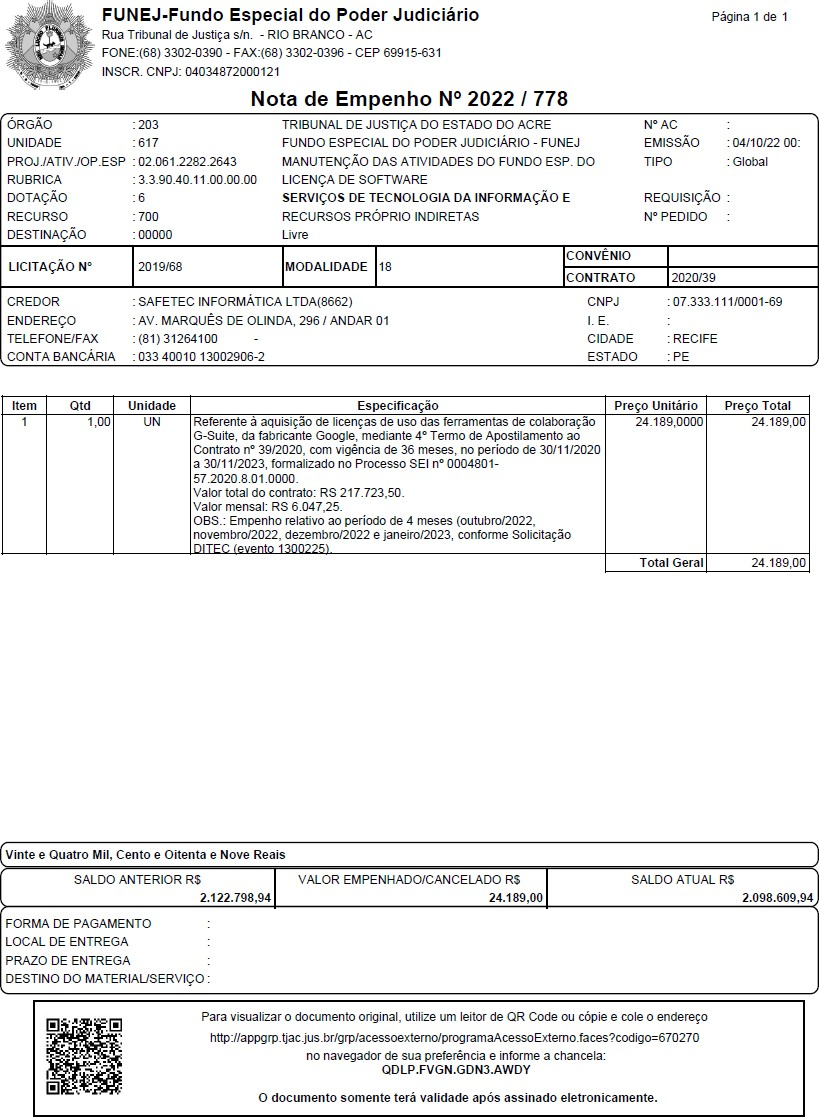 FUNEJ-Fundo Especial do Poder Judiciário
Página 1 de 1
Rua Tribunal de Justiça s/n. - RIO BRANCO - AC
FONE:(68) 3302-0390 - FAX:(68) 3302-0396 - CEP 69915-631
INSCR. CNPJ: 04034872000121
Nota de Empenho Nº 2022 / 778
ÓRGÃO : 203 TRIBUNAL DE JUSTIÇA DO ESTADO DO ACRE Nº AC :
UNIDADE : 617 FUNDO ESPECIAL DO PODER JUDICIÁRIO - FUNEJ EMISSÃO : 04/10/22 00:
PROJ./ATIV./OP.ESP : 02.061.2282.2643 MANUTENÇÃO DAS ATIVIDADES DO FUNDO ESP. DO TIPO : Global
RUBRICA : 3.3.90.40.11.00.00.00 LICENÇA DE SOFTWARE
DOTAÇÃO : 6 SERVIÇOS DE TECNOLOGIA DA INFORMAÇÃO E REQUISIÇÃO :
RECURSO : 700 RECURSOS PRÓPRIO INDIRETAS Nº PEDIDO :
DESTINAÇÃO : 00000 Livre
LICITAÇÃO Nº 2019/68 MODALIDADE 18 CONVÊNIO
CONTRATO 2020/39
CREDOR : SAFETEC INFORMÁTICA LTDA(8662) CNPJ : 07.333.111/0001-69
ENDEREÇO : AV. MARQUÊS DE OLINDA, 296 / ANDAR 01 I. E. :
TELEFONE/FAX : (81) 31264100 - CIDADE : RECIFE
CONTA BANCÁRIA : 033 40010 13002906-2 ESTADO : PE
Item Qtd Unidade Especificação Preço Unitário Preço Total
1 1,00 UN Referente à aquisição de licenças de uso das ferramentas de colaboração 24.189,0000 24.189,00
G-Suite, da fabricante Google, mediante 4º Termo de Apostilamento ao
Contrato nº 39/2020, com vigência de 36 meses, no período de 30/11/2020
a 30/11/2023, formalizado no Processo SEI nº 0004801-
57.2020.8.01.0000.
Valor total do contrato: RS 217.723,50.
Valor mensal: RS 6.047,25.
OBS.: Empenho relativo ao período de 4 meses (outubro/2022,
novembro/2022, dezembro/2022 e janeiro/2023, conforme Solicitação
DITEC (evento 1300225).
Total Geral 24.189,00
Vinte e Quatro Mil, Cento e Oitenta e Nove Reais
SALDO ANTERIOR R$ VALOR EMPENHADO/CANCELADO R$ SALDO ATUAL R$
2.122.798,94 24.189,00 2.098.609,94
FORMA DE PAGAMENTO :
LOCAL DE ENTREGA :
PRAZO DE ENTREGA :
DESTINO DO MATERIAL/SERVIÇO :
Para visualizar o documento original, utilize um leitor de QR Code ou cópie e cole o endereço
http://appgrp.tjac.jus.br/grp/acessoexterno/programaAcessoExterno.faces?codigo=670270
no navegador de sua preferência e informe a chancela:
QDLP.FVGN.GDN3.AWDY
O documento somente terá validade após assinado eletronicamente.